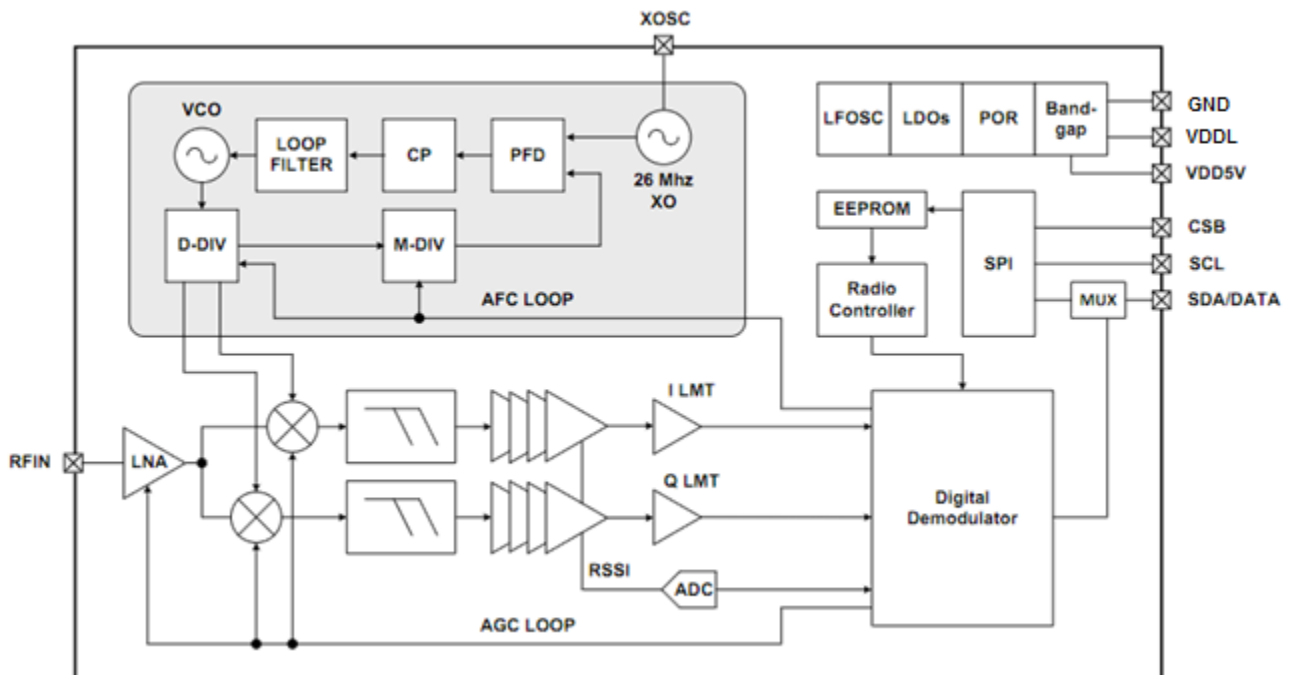 XOSC
VCO
LOOP
FILTER
CP
PFD
26 Mhz
XO
D-DIV
M-DIV
AFC LOOP
LFOSC
LDOs
POR
Band-
gap
GND
VDDL
VDD5V
EEPROM
SPI
CSB
SCL
Radio
Controller
MUX
SDA/DATA
I LMT
RFIN
LNA
Q LMT
Digital
Demodulator
RSSI
ADC
AGC LOOP